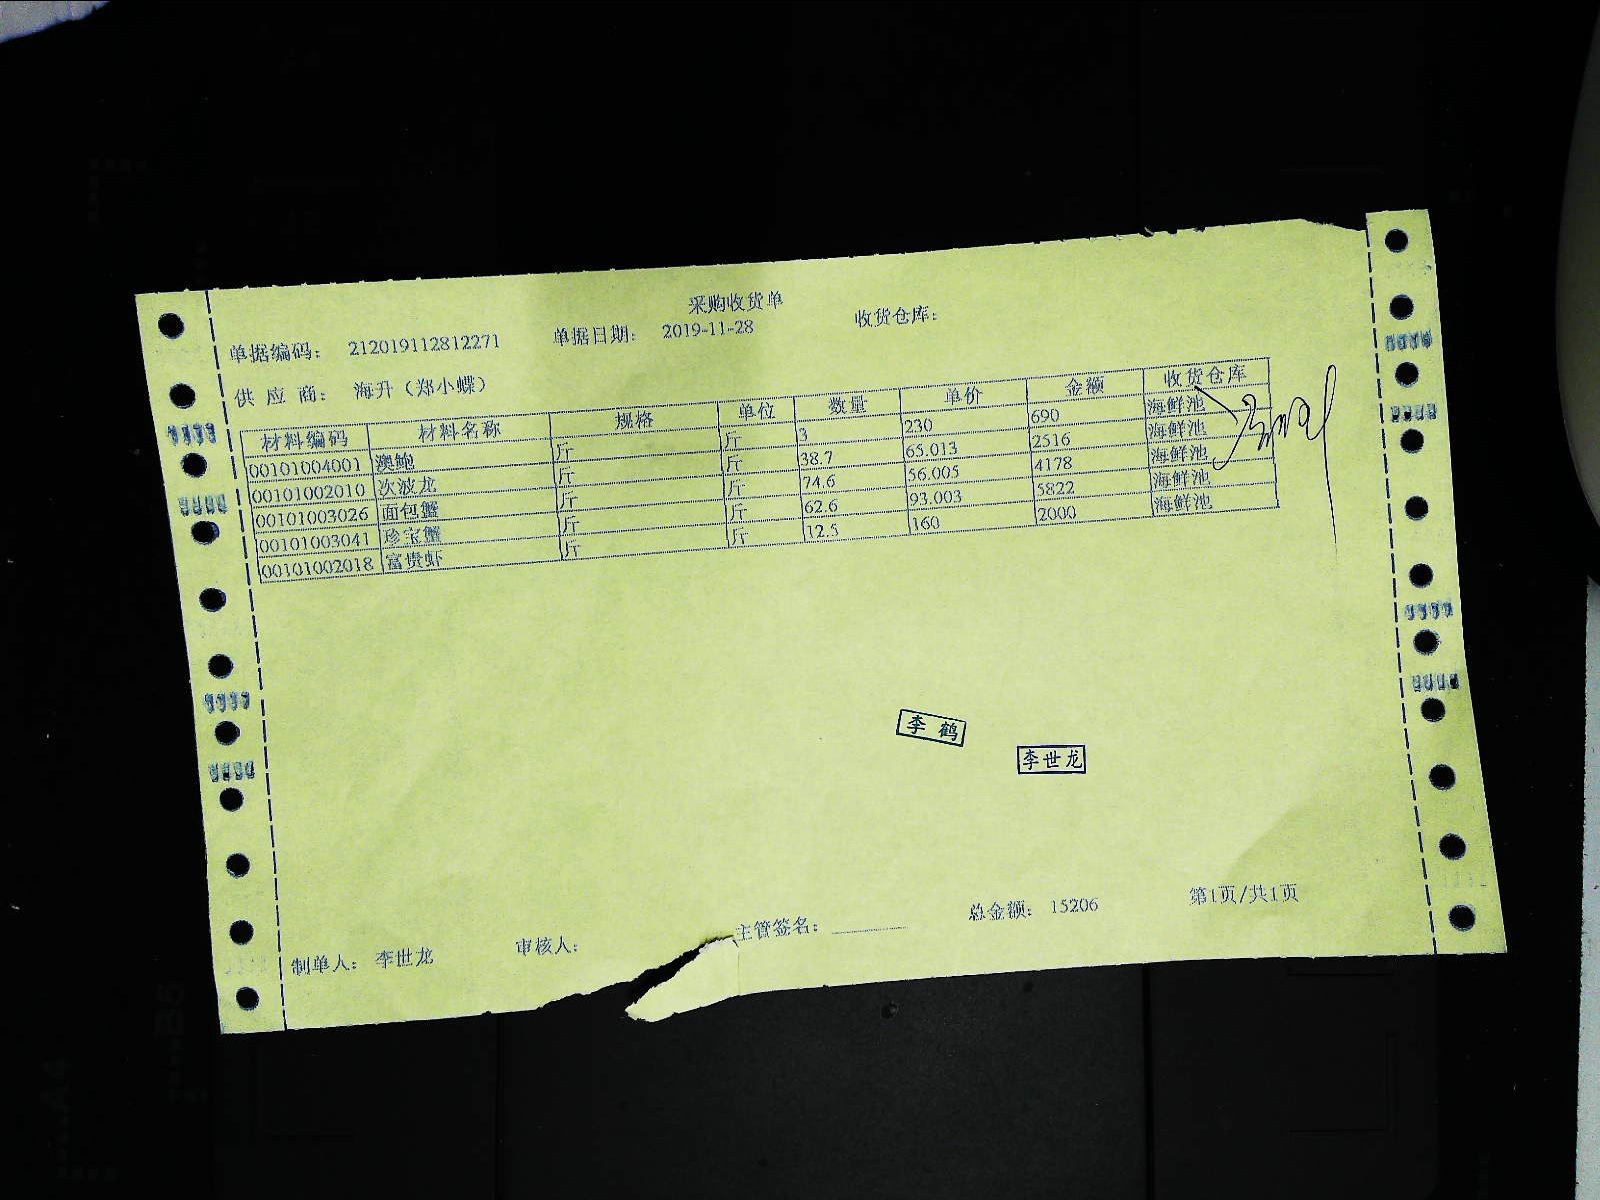 采购收货单
单据编码： 212019112812271 单据日期： 2019-11-28 收货仓库：
供 应 商： 海升（郑小蝶）
材料编码 材料名称 规格 单位 数量 单价 金额 收货仓库
00101004001 澳鲍 斤 斤 3 230 690 海鲜池
00101002010 次波龙 斤 斤 38.7 65.013 2516 海鲜池
00101003026 面包蟹 斤 斤 74.6 56.005 4178 海鲜池
00101003041 珍宝蟹 斤 斤 62.6 93.003 5822 海鲜池
00101002018 富贵虾 斤 斤 12.5 160 2000 海鲜池
李 鹤
李世龙
制单人： 李世龙 审核人： 主管签名： 总金额： 15206 第1页/共1页